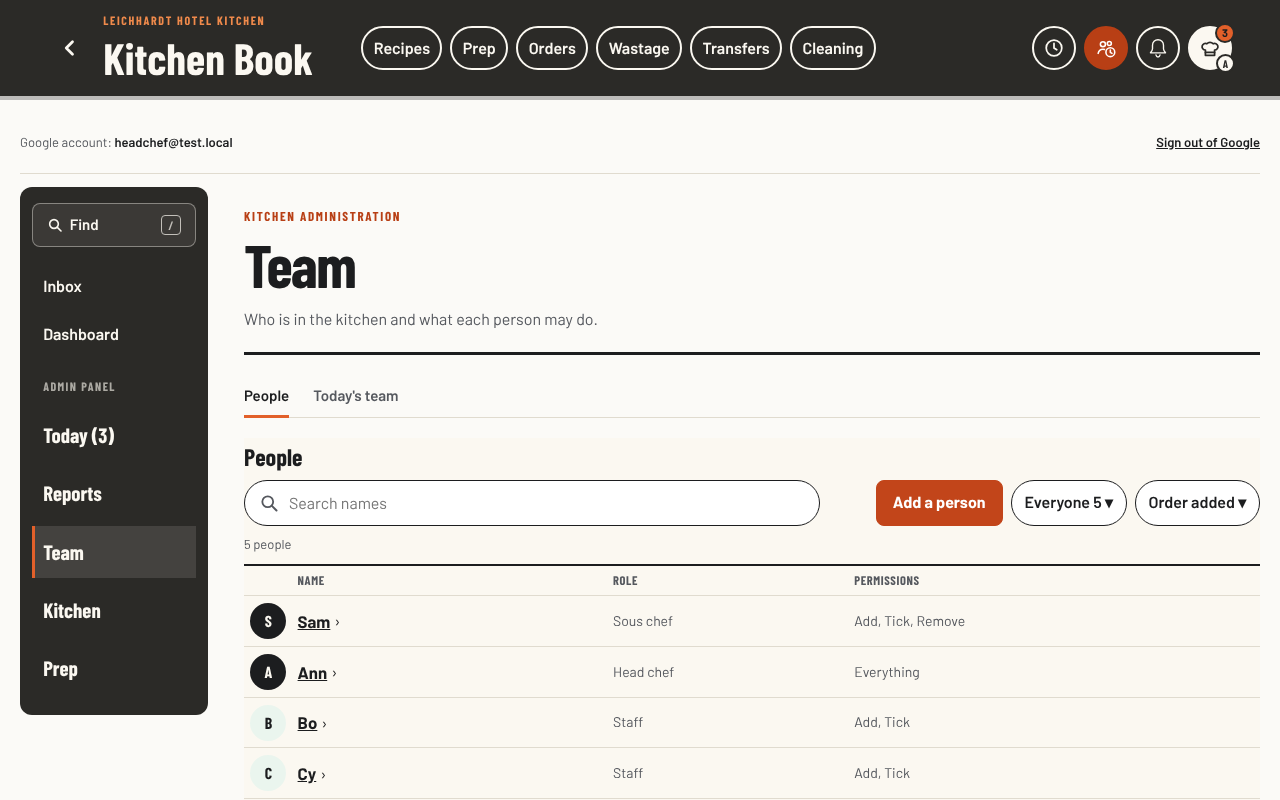 LEICHHARDT HOTEL KITCHEN
Kitchen Book
Recipes
Prep
Orders
Wastage
Transfers
Cleaning
3
A
Google account: headchef@test.local
Sign out of Google
Find /
Inbox
Dashboard
ADMIN PANEL
Today (3)
Reports
Team
Kitchen
Prep
KITCHEN ADMINISTRATION
Team
Who is in the kitchen and what each person may do.
People
Today's team
People
Search names
Add a person
Everyone 5 ▾
Order added ▾
5 people
NAME ROLE PERMISSIONS
S Sam › Sous chef Add, Tick, Remove
A Ann › Head chef Everything
B Bo › Staff Add, Tick
C Cy › Staff Add, Tick